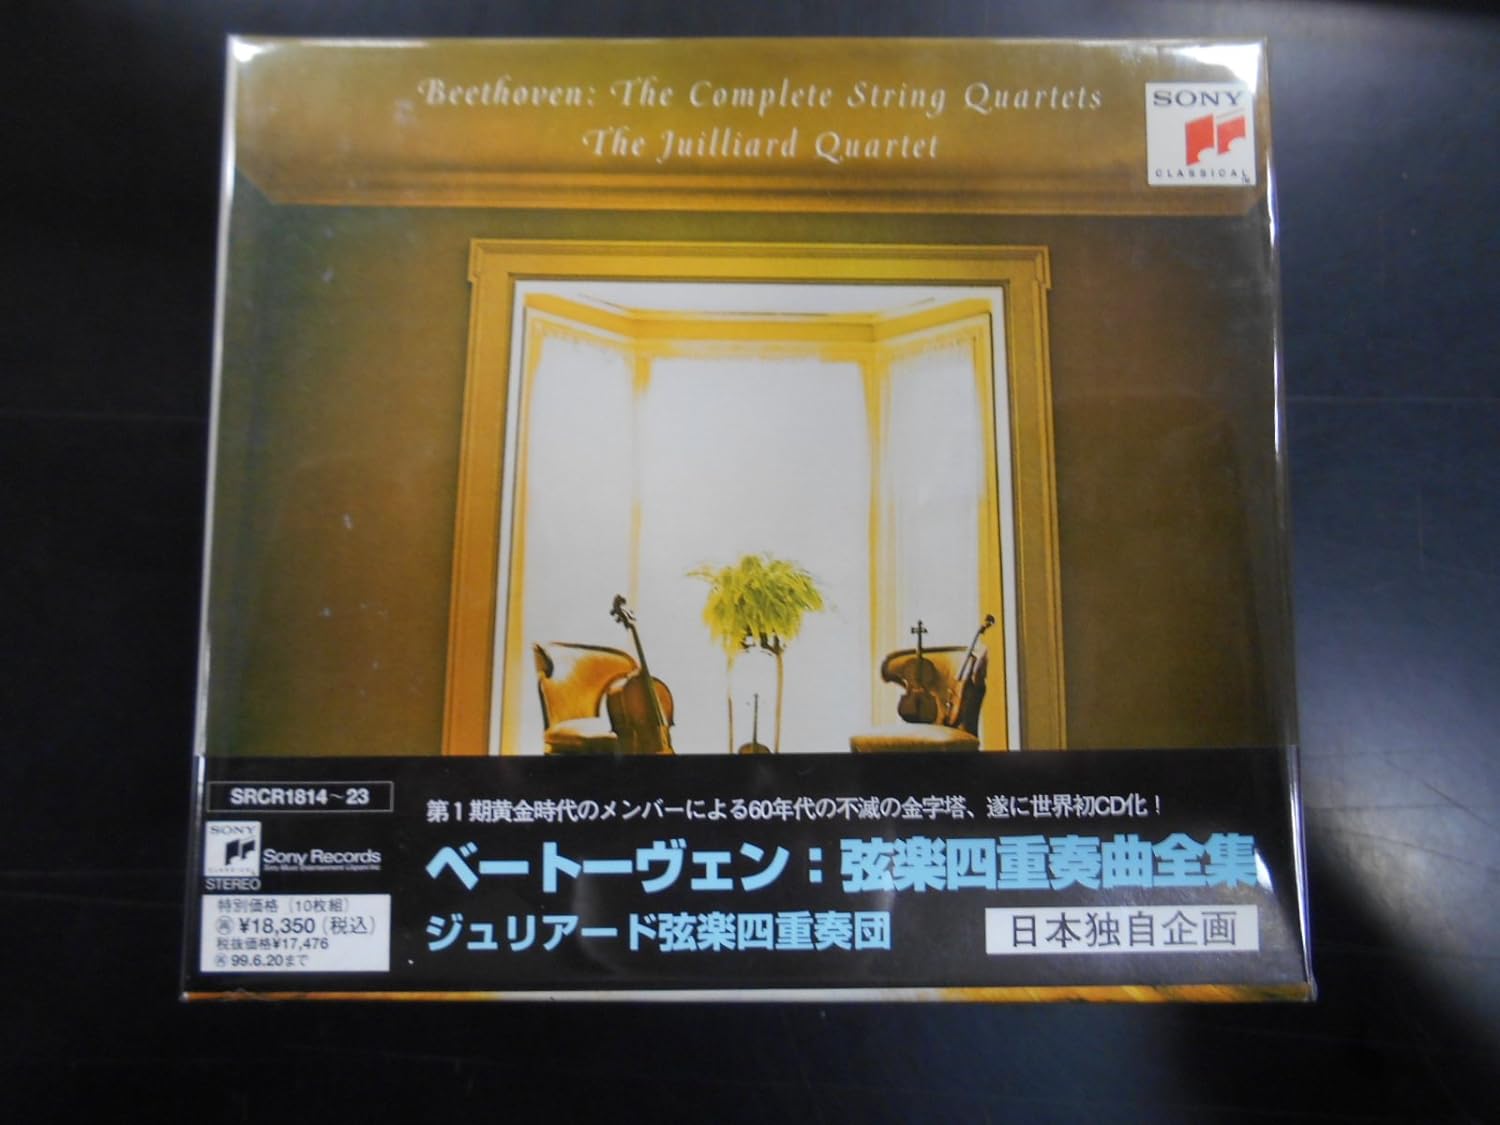 Beethoven: The Complete String Quartets
The Juilliard Quartet
SONY
CLASSICAL
SRCR1814～23
第1期黄金時代のメンバーによる60年代の不滅の金字塔、遂に世界初CD化！
ベートーヴェン：弦楽四重奏曲全集
ジュリアード弦楽四重奏団
日本独自企画
SONY
CLASSICAL
Sony Records
STEREO
特別価格 (10枚組)
¥18,350(税込)
税抜価格¥17,476
99.6.20まで